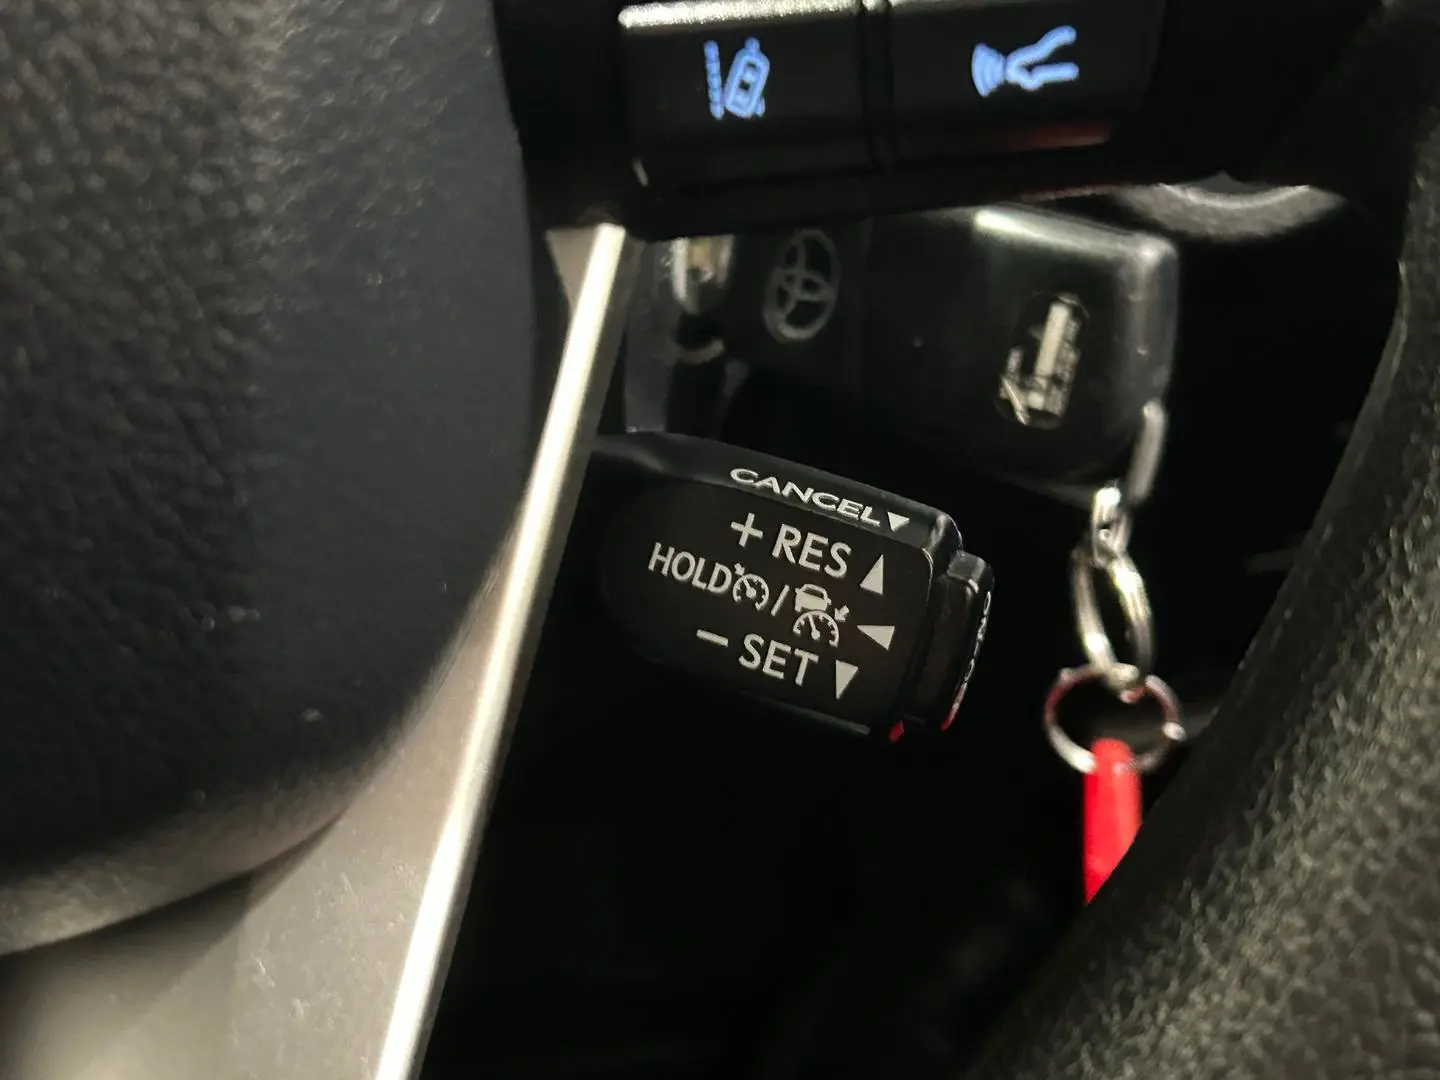 CANCEL▼
+ RES ▲
HOLD / ◀
- SET ▼